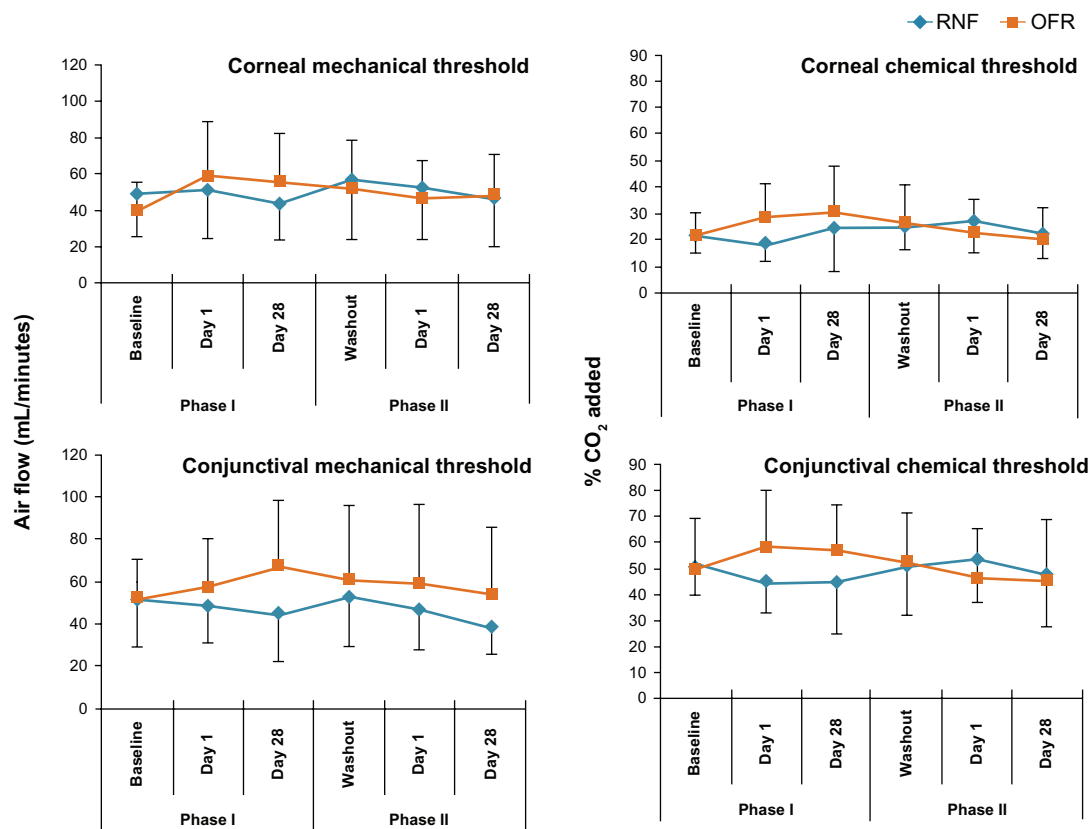 RNF OFR
Air flow (mL/minutes)
Corneal mechanical threshold
120
100
80
60
40
20
0
Baseline
Day 1
Day 28
Washout
Day 1
Day 28
Phase I Phase II
Conjunctival mechanical threshold
120
100
80
60
40
20
0
Baseline
Day 1
Day 28
Washout
Day 1
Day 28
Phase I Phase II
% CO₂ added
Corneal chemical threshold
90
80
70
60
50
40
30
20
10
0
Baseline
Day 1
Day 28
Washout
Day 1
Day 28
Phase I Phase II
Conjunctival chemical threshold
90
80
70
60
50
40
30
20
10
0
Baseline
Day 1
Day 28
Washout
Day 1
Day 28
Phase I Phase II